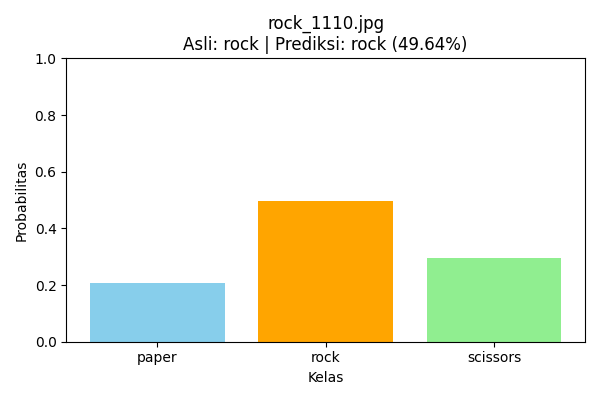 rock_1110.jpg
Asli: rock | Prediksi: rock (49.64%)
1.0
0.8
0.6
0.4
0.2
0.0
Probabilitas
paper
rock
scissors
Kelas